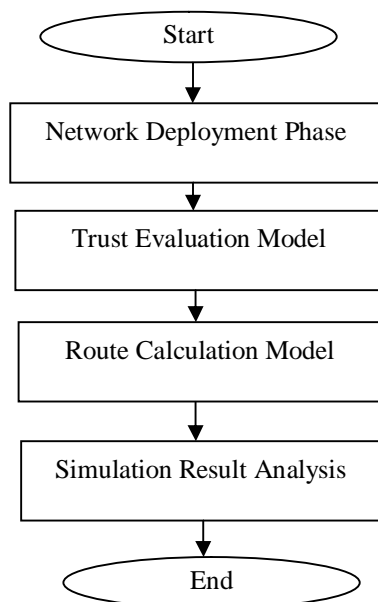 Start
Network Deployment Phase
Trust Evaluation Model
Route Calculation Model
Simulation Result Analysis
End